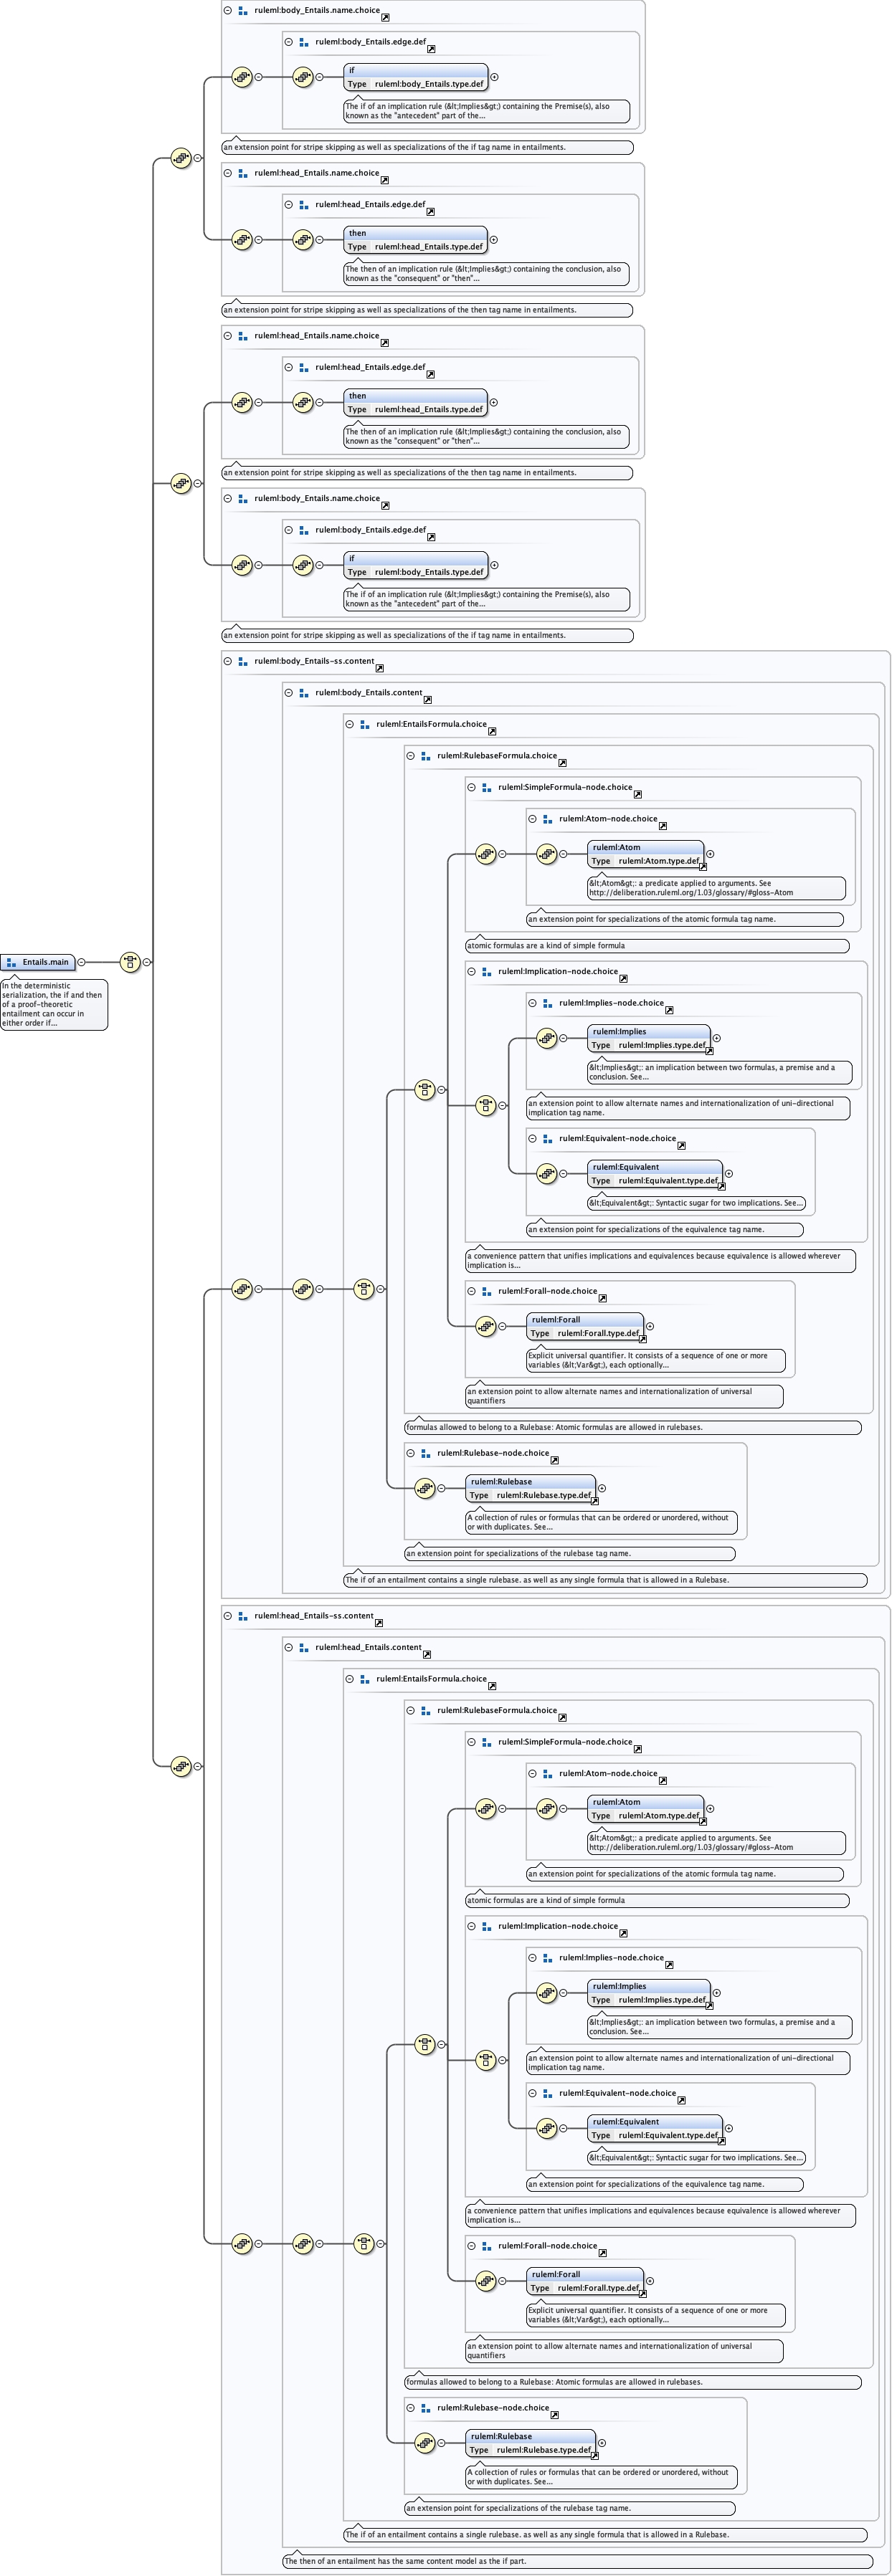 ruleml:body_Entails.name.choice
ruleml:body_Entails.edge.def
if
Type ruleml:body_Entails.type.def
The if of an implication rule (&lt;Implies&gt;) containing the Premise(s), also
known as the "antecedent" part of the...
an extension point for stripe skipping as well as specializations of the if tag name in entailments.
ruleml:head_Entails.name.choice
ruleml:head_Entails.edge.def
then
Type ruleml:head_Entails.type.def
The then of an implication rule (&lt;Implies&gt;) containing the conclusion, also
known as the "consequent" or "then"...
an extension point for stripe skipping as well as specializations of the then tag name in entailments.
ruleml:head_Entails.name.choice
ruleml:head_Entails.edge.def
then
Type ruleml:head_Entails.type.def
The then of an implication rule (&lt;Implies&gt;) containing the conclusion, also
known as the "consequent" or "then"...
an extension point for stripe skipping as well as specializations of the then tag name in entailments.
ruleml:body_Entails.name.choice
ruleml:body_Entails.edge.def
if
Type ruleml:body_Entails.type.def
The if of an implication rule (&lt;Implies&gt;) containing the Premise(s), also
known as the "antecedent" part of the...
an extension point for stripe skipping as well as specializations of the if tag name in entailments.
Entails.main
In the deterministic
serialization, the if and then
of a proof-theoretic
entailment can occur in
either order if...
ruleml:body_Entails-ss.content
ruleml:body_Entails.content
ruleml:EntailsFormula.choice
ruleml:RulebaseFormula.choice
ruleml:SimpleFormula-node.choice
ruleml:Atom-node.choice
ruleml:Atom
Type ruleml:Atom.type.def
&lt;Atom&gt;: a predicate applied to arguments. See
http://deliberation.ruleml.org/1.03/glossary/#gloss-Atom
an extension point for specializations of the atomic formula tag name.
atomic formulas are a kind of simple formula
ruleml:Implication-node.choice
ruleml:Implies-node.choice
ruleml:Implies
Type ruleml:Implies.type.def
&lt;Implies&gt;: an implication between two formulas, a premise and a
conclusion. See...
an extension point to allow alternate names and internationalization of uni-directional
implication tag name.
ruleml:Equivalent-node.choice
ruleml:Equivalent
Type ruleml:Equivalent.type.def
&lt;Equivalent&gt;: Syntactic sugar for two implications. See...
an extension point for specializations of the equivalence tag name.
a convenience pattern that unifies implications and equivalences because equivalence is allowed wherever
implication is...
ruleml:Forall-node.choice
ruleml:Forall
Type ruleml:Forall.type.def
Explicit universal quantifier. It consists of a sequence of one or more
variables (&lt;Var&gt;), each optionally...
an extension point to allow alternate names and internationalization of universal
quantifiers
formulas allowed to belong to a Rulebase: Atomic formulas are allowed in rulebases.
ruleml:Rulebase-node.choice
ruleml:Rulebase
Type ruleml:Rulebase.type.def
A collection of rules or formulas that can be ordered or unordered, without
or with duplicates. See...
an extension point for specializations of the rulebase tag name.
The if of an entailment contains a single rulebase. as well as any single formula that is allowed in a Rulebase.
ruleml:head_Entails-ss.content
ruleml:head_Entails.content
ruleml:EntailsFormula.choice
ruleml:RulebaseFormula.choice
ruleml:SimpleFormula-node.choice
ruleml:Atom-node.choice
ruleml:Atom
Type ruleml:Atom.type.def
&lt;Atom&gt;: a predicate applied to arguments. See
http://deliberation.ruleml.org/1.03/glossary/#gloss-Atom
an extension point for specializations of the atomic formula tag name.
atomic formulas are a kind of simple formula
ruleml:Implication-node.choice
ruleml:Implies-node.choice
ruleml:Implies
Type ruleml:Implies.type.def
&lt;Implies&gt;: an implication between two formulas, a premise and a
conclusion. See...
an extension point to allow alternate names and internationalization of uni-directional
implication tag name.
ruleml:Equivalent-node.choice
ruleml:Equivalent
Type ruleml:Equivalent.type.def
&lt;Equivalent&gt;: Syntactic sugar for two implications. See...
an extension point for specializations of the equivalence tag name.
a convenience pattern that unifies implications and equivalences because equivalence is allowed wherever
implication is...
ruleml:Forall-node.choice
ruleml:Forall
Type ruleml:Forall.type.def
Explicit universal quantifier. It consists of a sequence of one or more
variables (&lt;Var&gt;), each optionally...
an extension point to allow alternate names and internationalization of universal
quantifiers
formulas allowed to belong to a Rulebase: Atomic formulas are allowed in rulebases.
ruleml:Rulebase-node.choice
ruleml:Rulebase
Type ruleml:Rulebase.type.def
A collection of rules or formulas that can be ordered or unordered, without
or with duplicates. See...
an extension point for specializations of the rulebase tag name.
The if of an entailment contains a single rulebase. as well as any single formula that is allowed in a Rulebase.
The then of an entailment has the same content model as the if part.